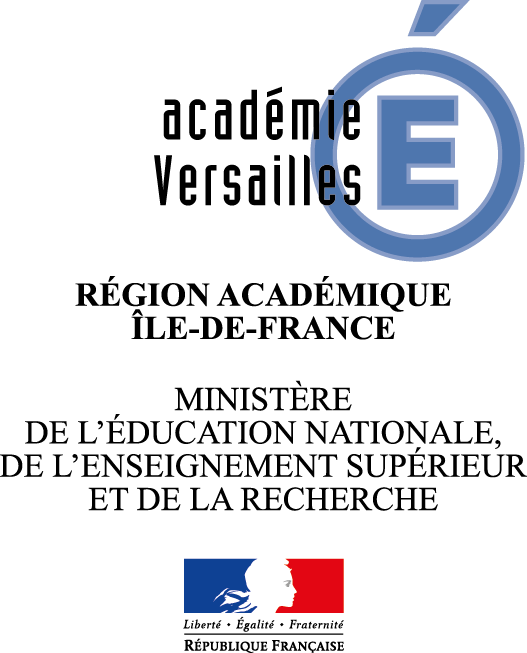 académie
Versailles
É
RÉGION ACADÉMIQUE
ÎLE-DE-FRANCE
MINISTÈRE
DE L’ÉDUCATION NATIONALE,
DE L’ENSEIGNEMENT SUPÉRIEUR
ET DE LA RECHERCHE
Liberté • Égalité • Fraternité
RÉPUBLIQUE FRANÇAISE